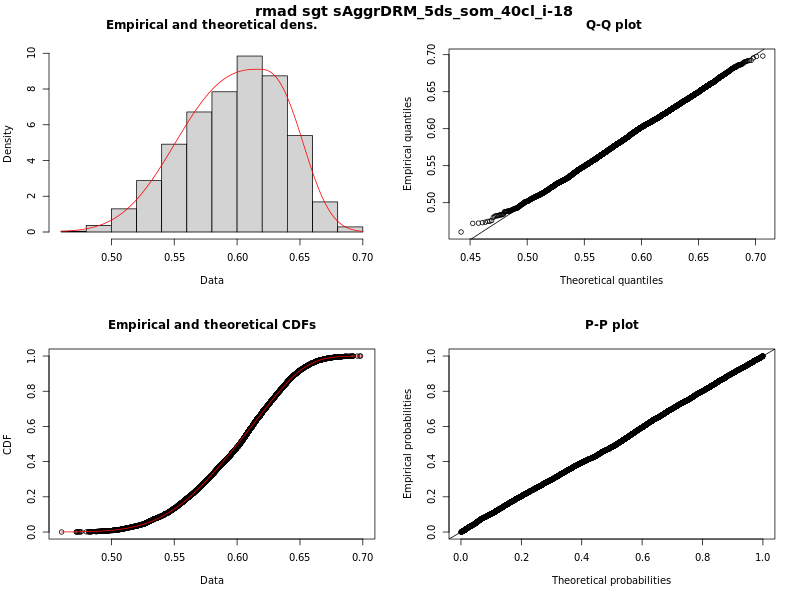 rmad sgt sAggrDRM_5ds_som_40cl_i-18
Empirical and theoretical dens.
Density
0 2 4 6 8 10
0.50 0.55 0.60 0.65 0.70
Data
Q-Q plot
Empirical quantiles
0.50 0.55 0.60 0.65 0.70
0.45 0.50 0.55 0.60 0.65 0.70
Theoretical quantiles
Empirical and theoretical CDFs
CDF
0.0 0.2 0.4 0.6 0.8 1.0
0.50 0.55 0.60 0.65 0.70
Data
P-P plot
Empirical probabilities
0.0 0.2 0.4 0.6 0.8 1.0
0.0 0.2 0.4 0.6 0.8 1.0
Theoretical probabilities